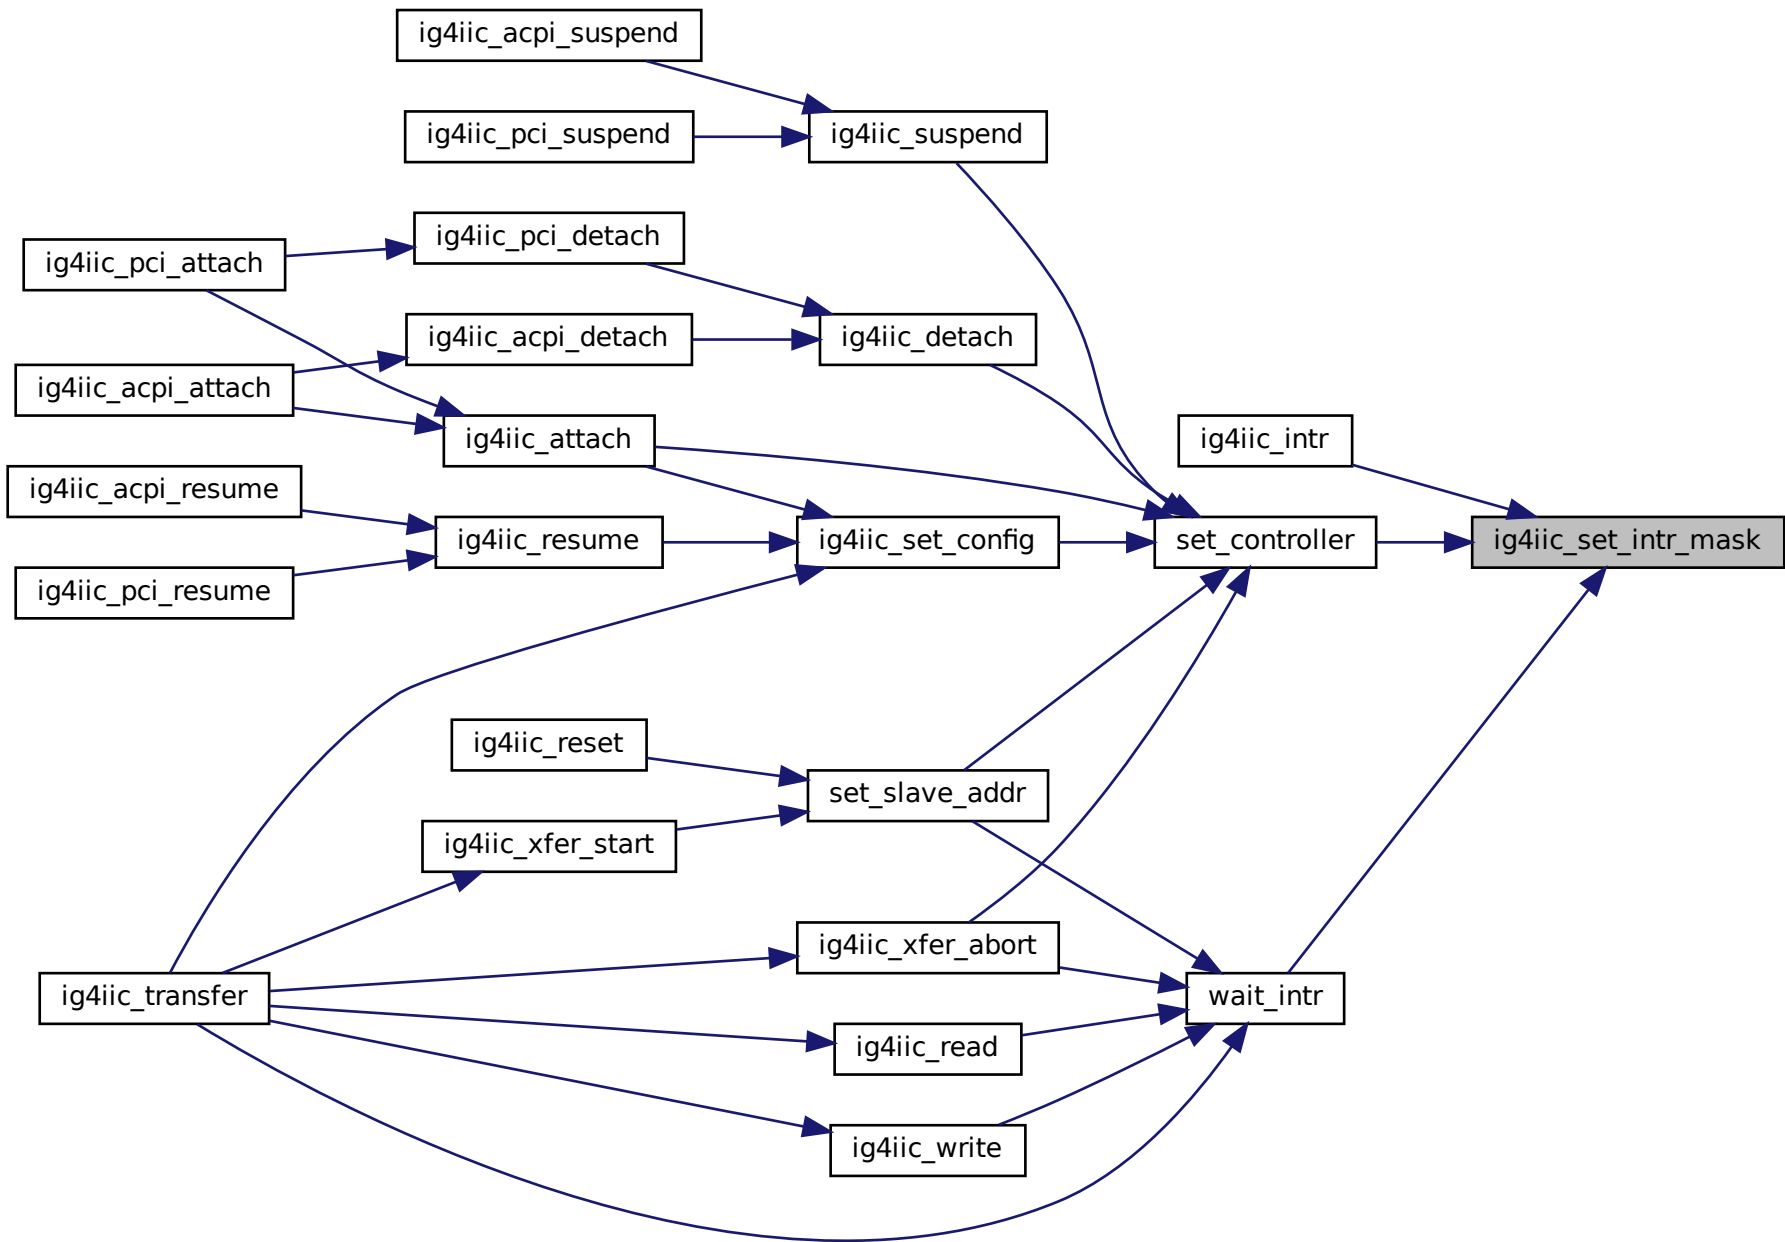 ig4iic_acpi_suspend
ig4iic_pci_suspend
ig4iic_suspend
ig4iic_pci_detach
ig4iic_pci_attach
ig4iic_acpi_detach
ig4iic_detach
ig4iic_acpi_attach
ig4iic_attach
ig4iic_intr
ig4iic_acpi_resume
ig4iic_resume
ig4iic_set_config
set_controller
ig4iic_set_intr_mask
ig4iic_pci_resume
ig4iic_reset
set_slave_addr
ig4iic_xfer_start
ig4iic_xfer_abort
ig4iic_transfer
wait_intr
ig4iic_read
ig4iic_write